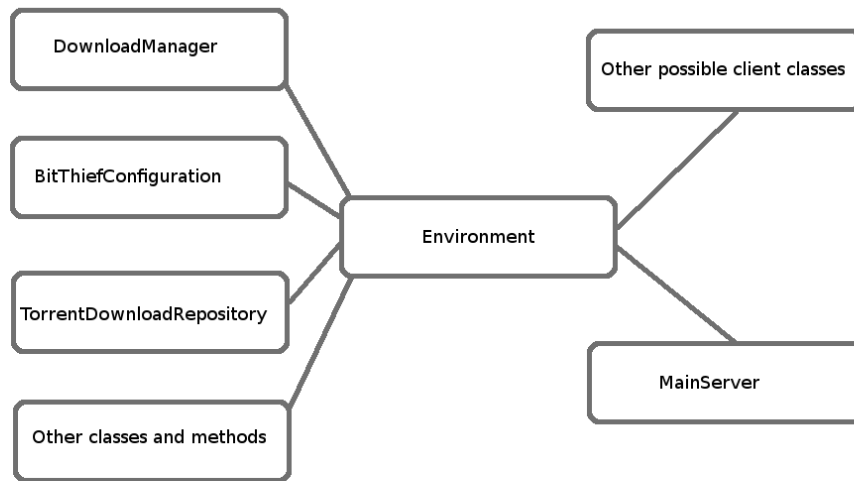 DownloadManager
Other possible client classes
BitThiefConfiguration
Environment
TorrentDownloadRepository
MainServer
Other classes and methods